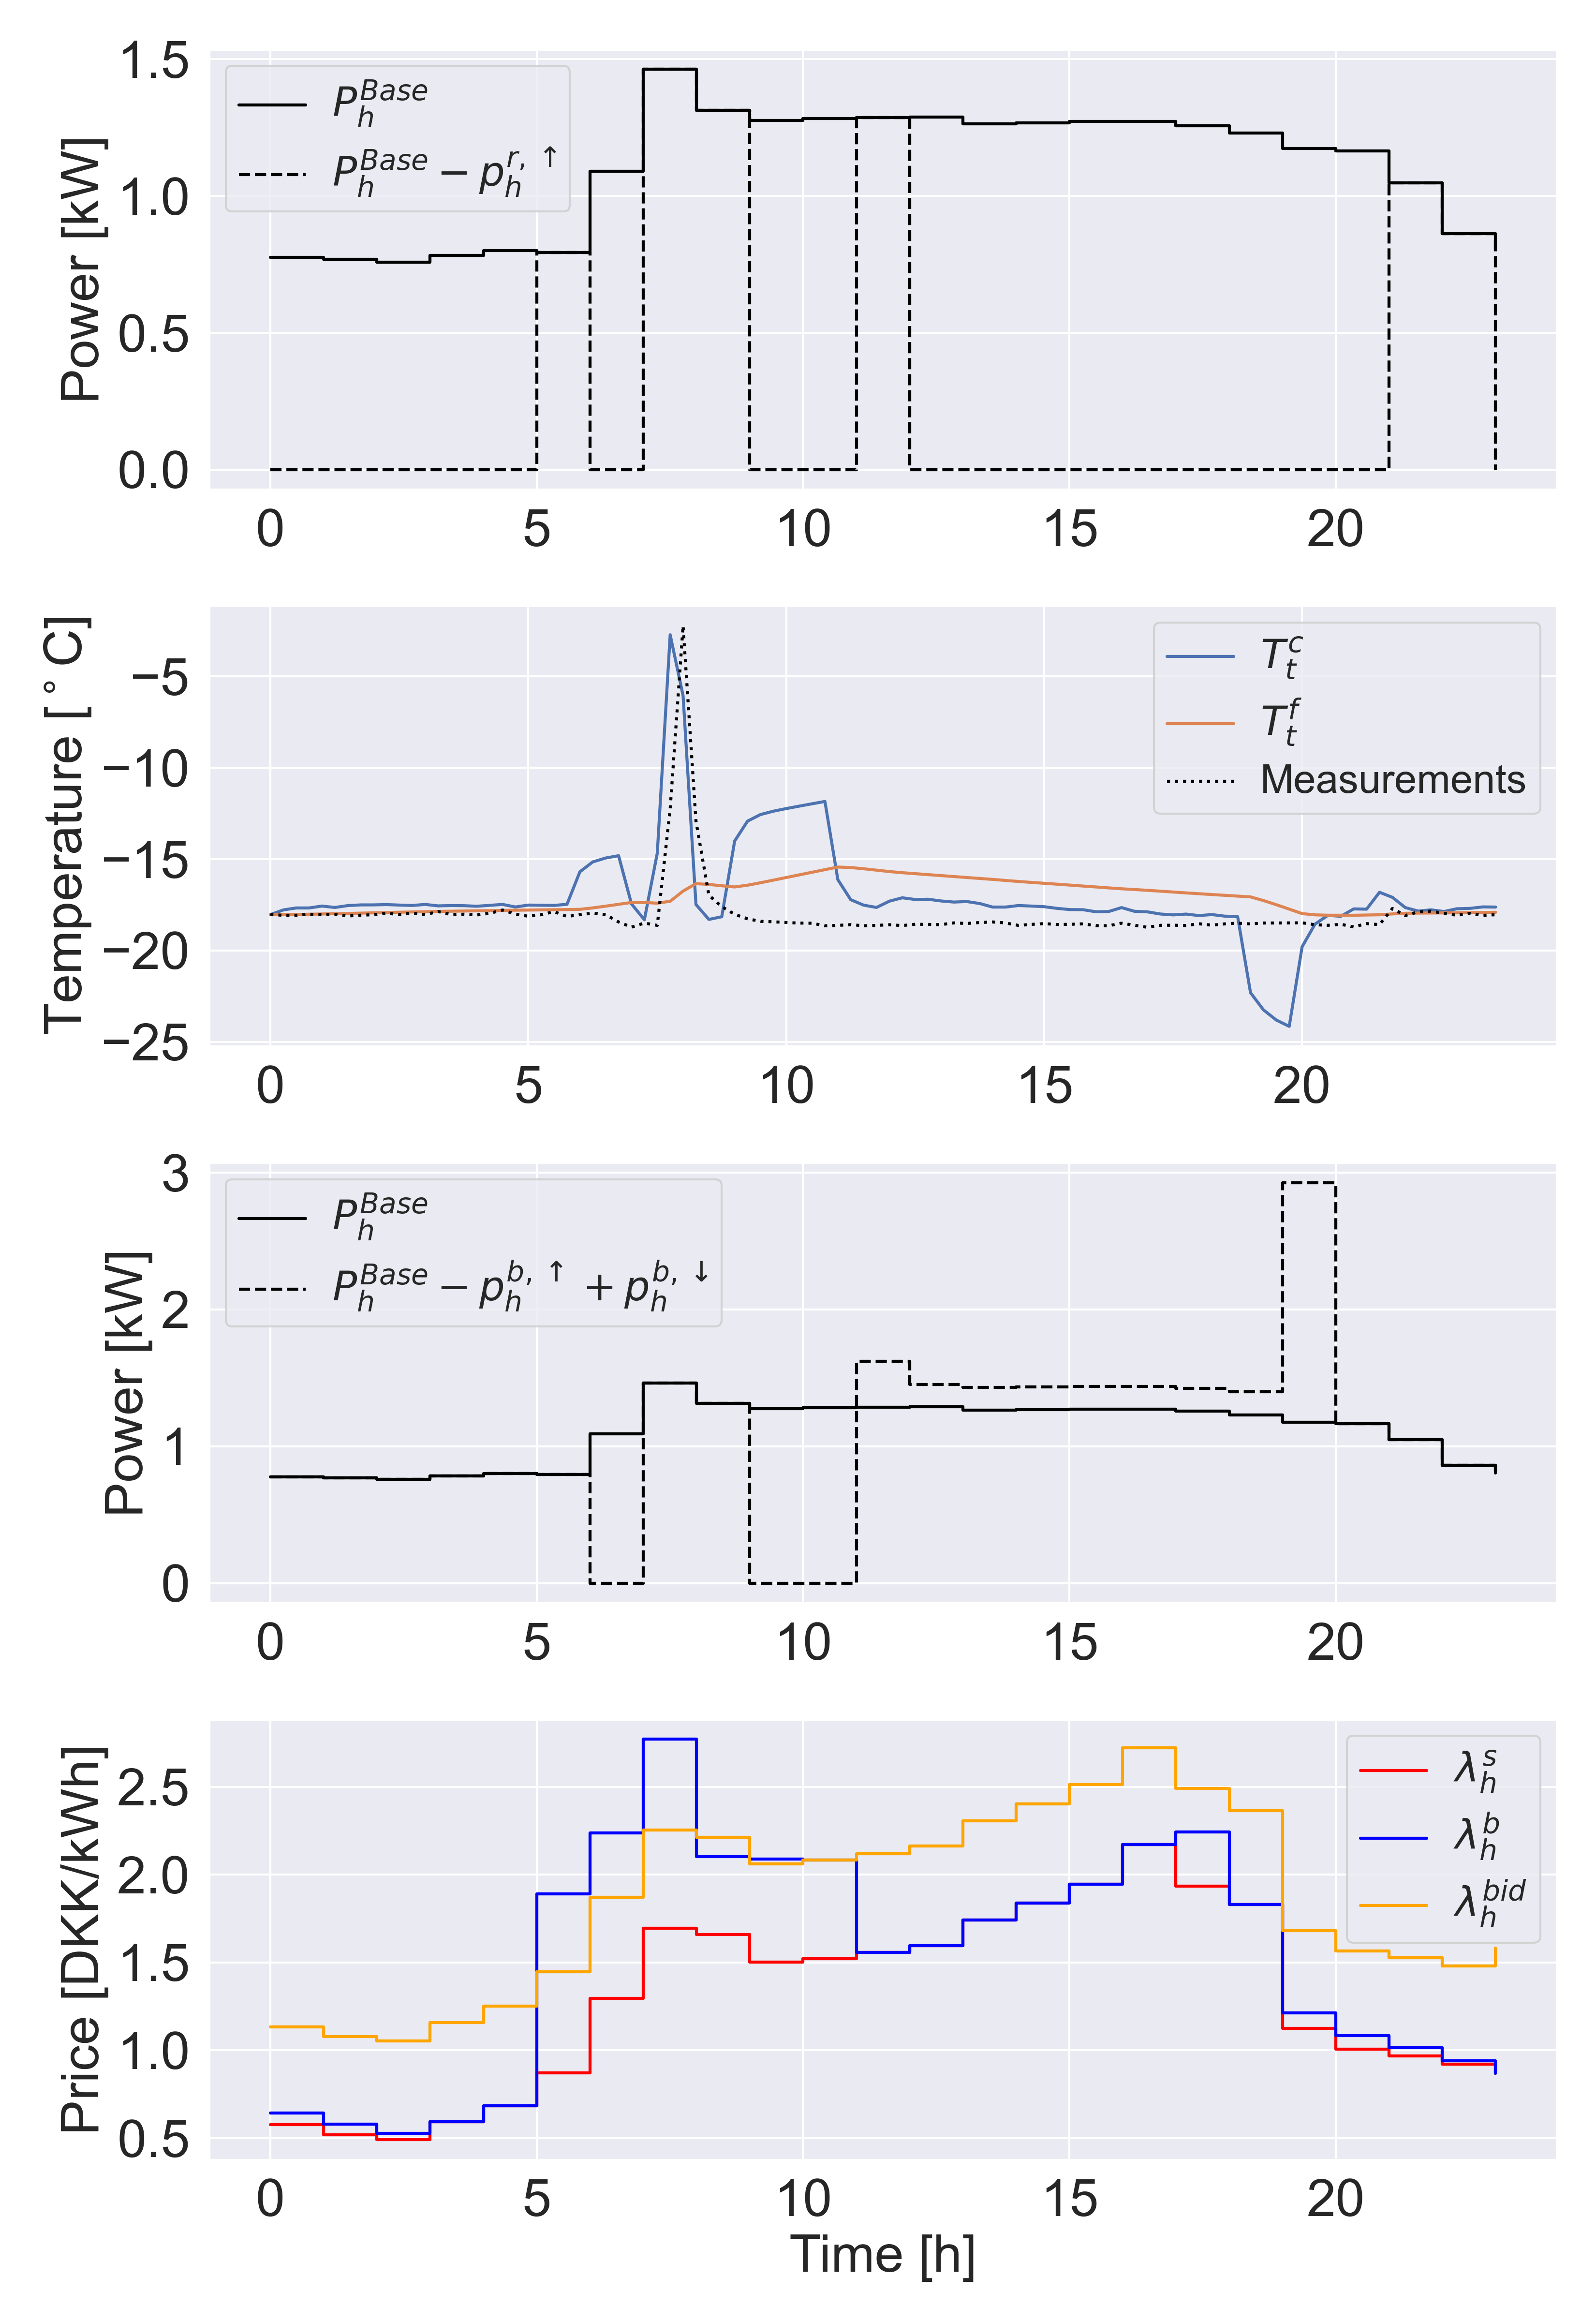 Power [kW]
1.5
1.0
0.5
0.0
P_h^{Base}
P_h^{Base} − p_h^{r, ↑}
0 5 10 15 20
Temperature [°C]
−5
−10
−15
−20
−25
T_t^c
T_t^f
Measurements
0 5 10 15 20
Power [kW]
3
2
1
0
P_h^{Base}
P_h^{Base} − p_h^{b, ↑} + p_h^{b, ↓}
0 5 10 15 20
Price [DKK/kWh]
2.5
2.0
1.5
1.0
0.5
λ_h^s
λ_h^b
λ_h^{bid}
0 5 10 15 20
Time [h]